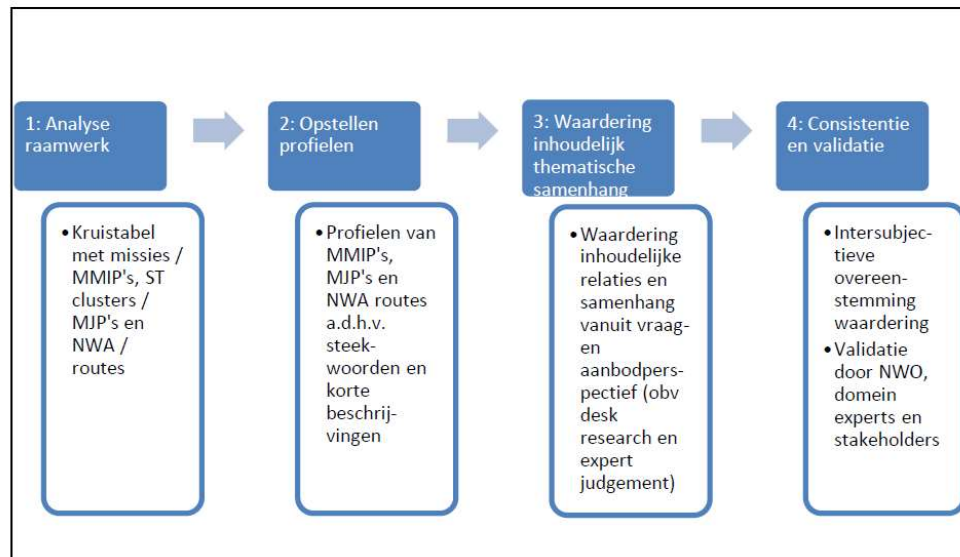 1: Analyse
raamwerk
•Kruistabel
met missies /
MMIP's, ST
clusters /
MJP's en
NWA /
routes
2: Opstellen
profielen
•Profielen van
MMIP's,
MJP's en
NWA routes
a.d.h.v.
steek-
woorden en
korte
beschrij-
vingen
3: Waardering
inhoudelijk
thematische
samenhang
•Waardering
inhoudelijke
relaties en
samenhang
vanuit vraag-
en
aanbodpers-
pectief (obv
desk
research en
expert
judgement)
4: Consistentie
en validatie
•Intersubjec-
tieve
overeen-
stemming
waardering
•Validatie
door NWO,
domein
experts en
stakeholders